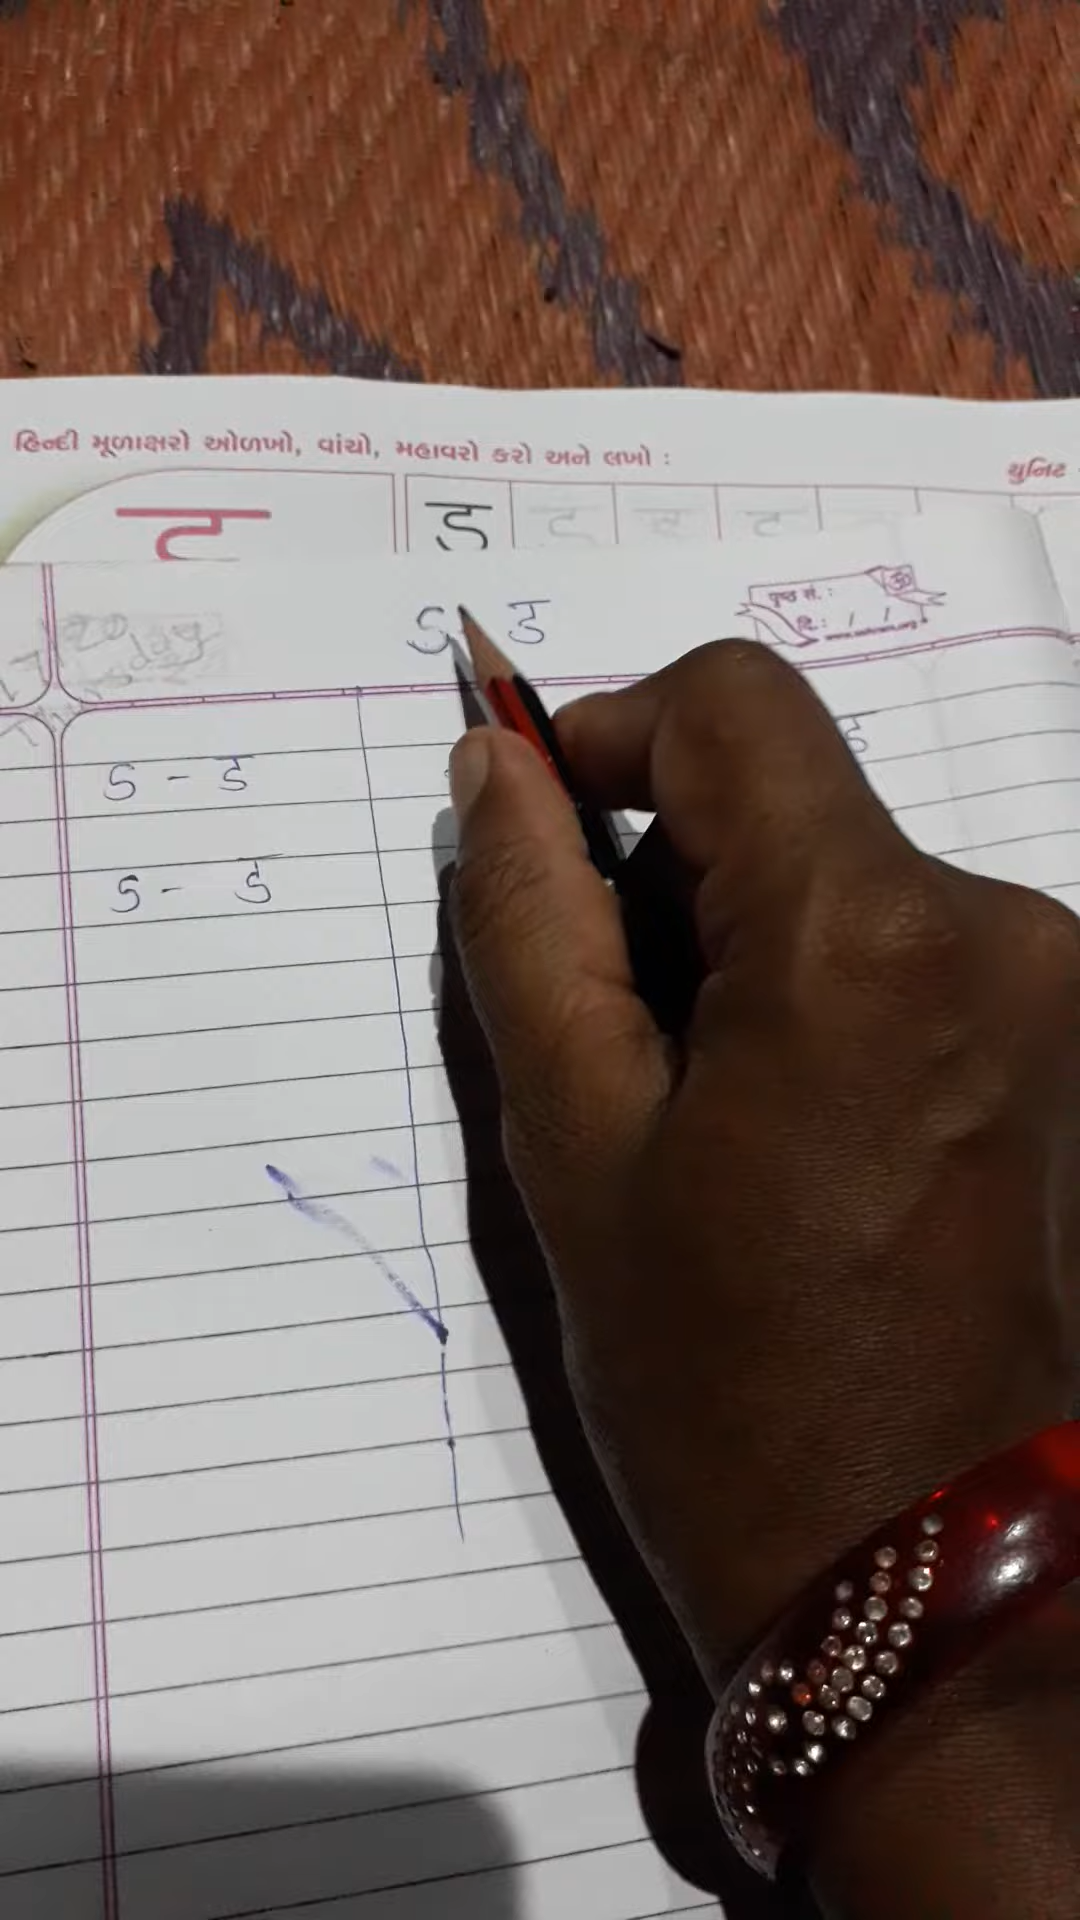 હિન્દી મૂળાક્ષરો ઓળખો, વાંચો, મહાવરો કરો અને લખો :
યુનિટ
ट ड
ડ ड
पृष्ठ सं. :
दि. : / /
ડ - ड
ડ - ड